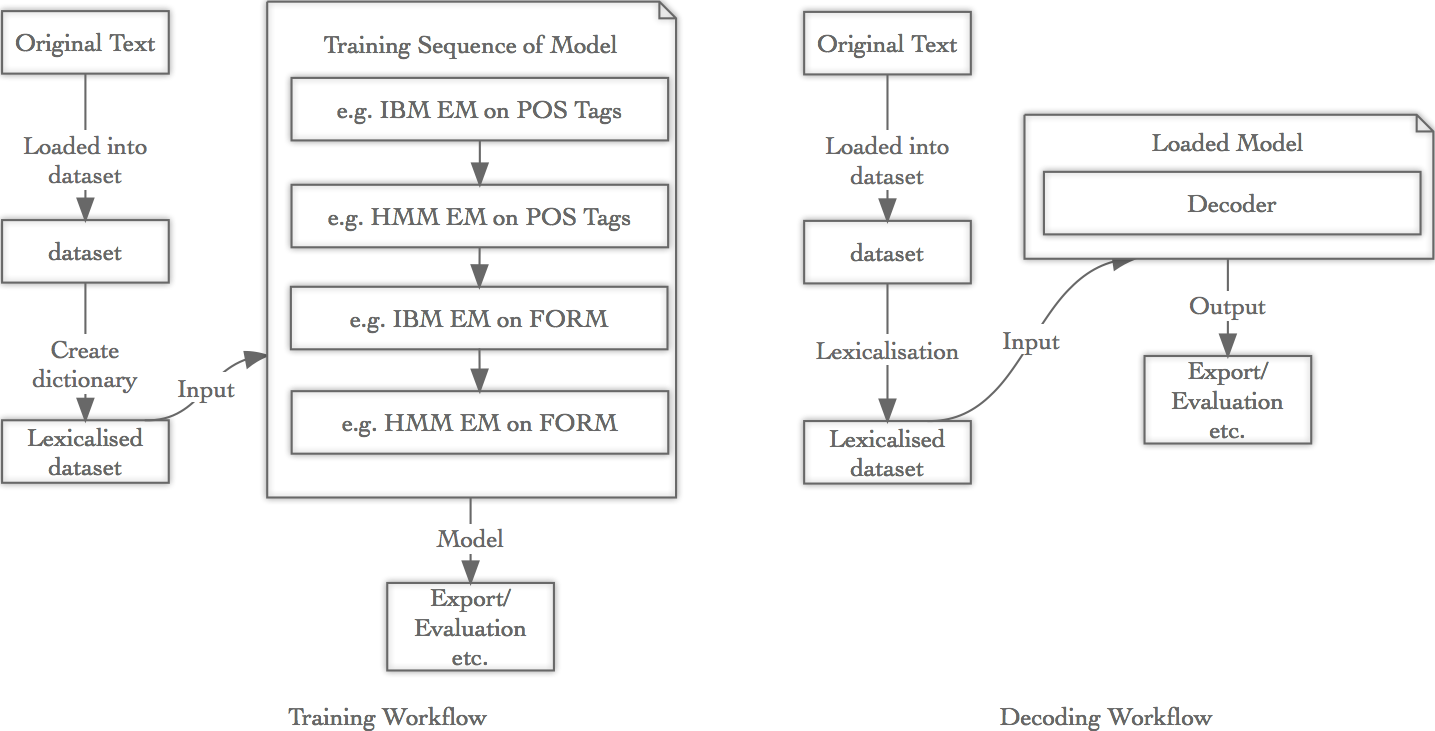 Original Text
Loaded into
dataset
dataset
Create
dictionary
Lexicalised
dataset
Input
Training Sequence of Model
e.g. IBM EM on POS Tags
e.g. HMM EM on POS Tags
e.g. IBM EM on FORM
e.g. HMM EM on FORM
Model
Export/
Evaluation
etc.
Training Workflow
Original Text
Loaded into
dataset
dataset
Lexicalisation
Lexicalised
dataset
Input
Loaded Model
Decoder
Output
Export/
Evaluation
etc.
Decoding Workflow